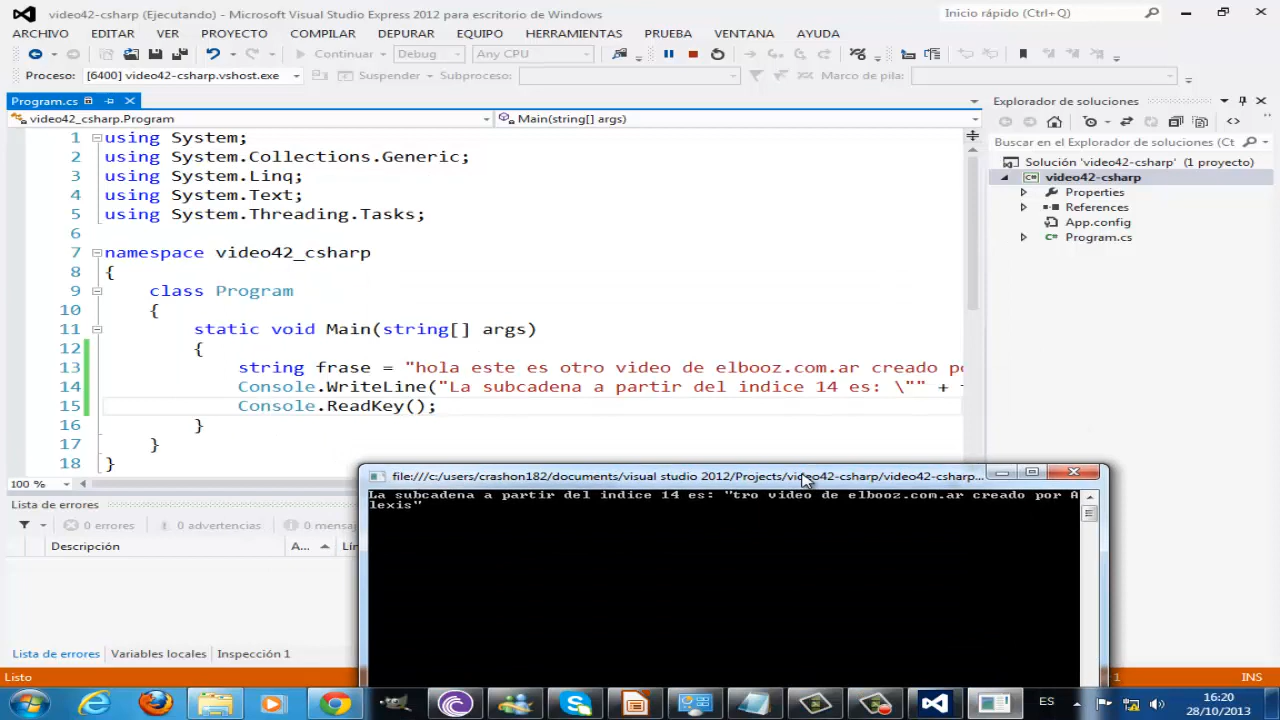 video42-csharp (Ejecutando) - Microsoft Visual Studio Express 2012 para escritorio de Windows
Inicio rápido (Ctrl+Q)
ARCHIVO EDITAR VER PROYECTO COMPILAR DEPURAR EQUIPO HERRAMIENTAS PRUEBA VENTANA AYUDA
Continuar Debug Any CPU
Proceso: [6400] video42-csharp.vshost.exe Suspender Subproceso: Marco de pila:
Program.cs
video42_csharp.Program Main(string[] args)
1 using System;
2 using System.Collections.Generic;
3 using System.Linq;
4 using System.Text;
5 using System.Threading.Tasks;
6
7 namespace video42_csharp
8 {
9 class Program
10 {
11 static void Main(string[] args)
12 {
13 string frase = "hola este es otro video de elbooz.com.ar creado
14 Console.WriteLine("La subcadena a partir del indice 14 es: \"" +
15 Console.ReadKey();
16 }
17 }
18 }
100 %
Explorador de soluciones
Buscar en el Explorador de soluciones (Ct
Solución 'video42-csharp' (1 proyecto)
video42-csharp
Properties
References
App.config
Program.cs
Lista de errores
0 errores 0 advertencias 0 mensa
Descripción A... Lín
Lista de errores Variables locales Inspección 1
file:///c:/users/crashon182/documents/visual studio 2012/Projects/video42-csharp/video42-csharp...
La subcadena a partir del indice 14 es: "tro video de elbooz.com.ar creado por A
lexis"
Listo 1 INS
ES
16:20
28/10/2013